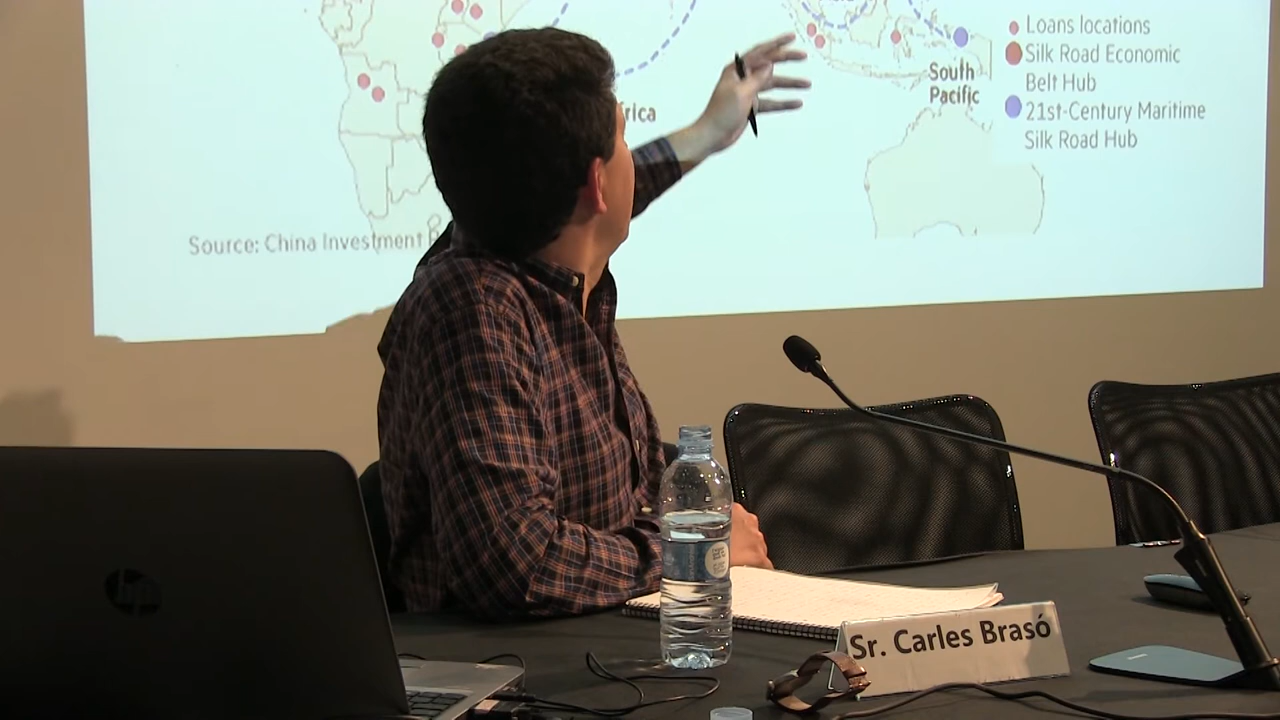 Loans locations
Silk Road Economic
Belt Hub
21st-Century Maritime
Silk Road Hub
South
Pacific
Source: China Investment
hp
Sr. Carles Brasó